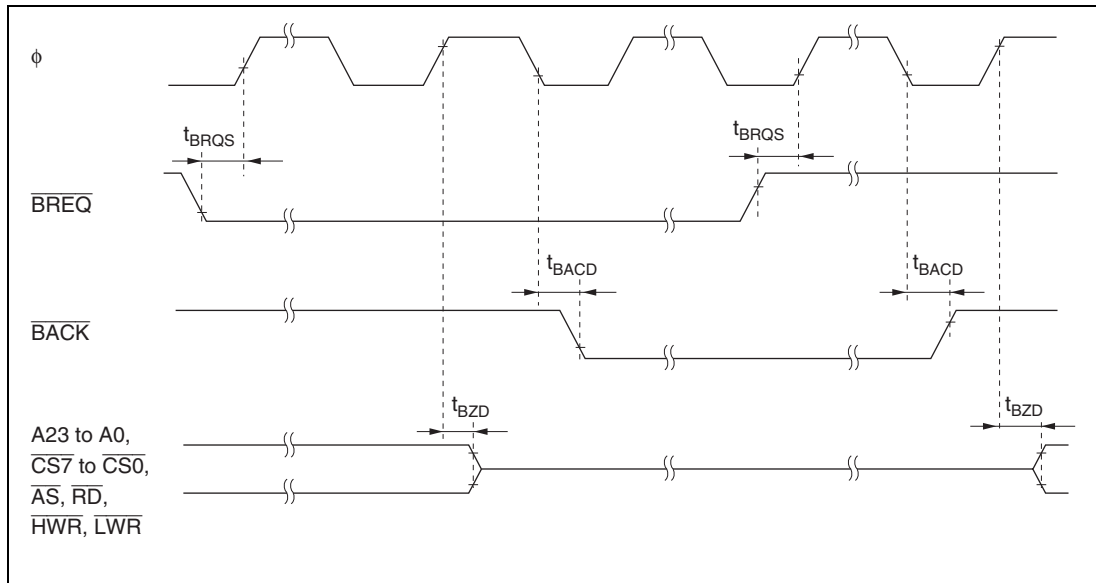 ϕ
tBRQS
tBRQS
BREQ
tBACD
tBACD
BACK
tBZD
tBZD
A23 to A0,
CS7 to CS0,
AS, RD,
HWR, LWR